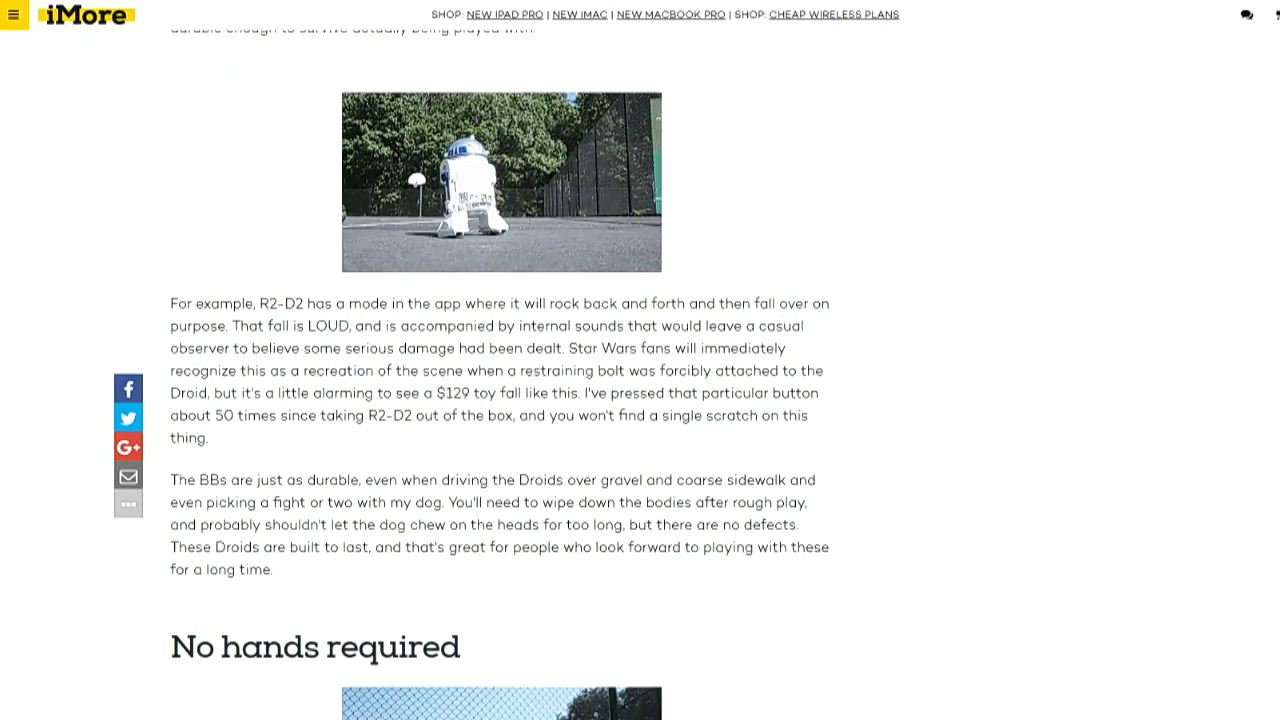 iMore
SHOP: NEW IPAD PRO | NEW IMAC | NEW MACBOOK PRO | SHOP: CHEAP WIRELESS PLANS
durable enough to survive actually being played with.
For example, R2-D2 has a mode in the app where it will rock back and forth and then fall over on
purpose. That fall is LOUD, and is accompanied by internal sounds that would leave a casual
observer to believe some serious damage had been dealt. Star Wars fans will immediately
recognize this as a recreation of the scene when a restraining bolt was forcibly attached to the
Droid, but it's a little alarming to see a $129 toy fall like this. I've pressed that particular button
about 50 times since taking R2-D2 out of the box, and you won't find a single scratch on this
thing.
The BBs are just as durable, even when driving the Droids over gravel and coarse sidewalk and
even picking a fight or two with my dog. You'll need to wipe down the bodies after rough play,
and probably shouldn't let the dog chew on the heads for too long, but there are no defects.
These Droids are built to last, and that's great for people who look forward to playing with these
for a long time.
No hands required